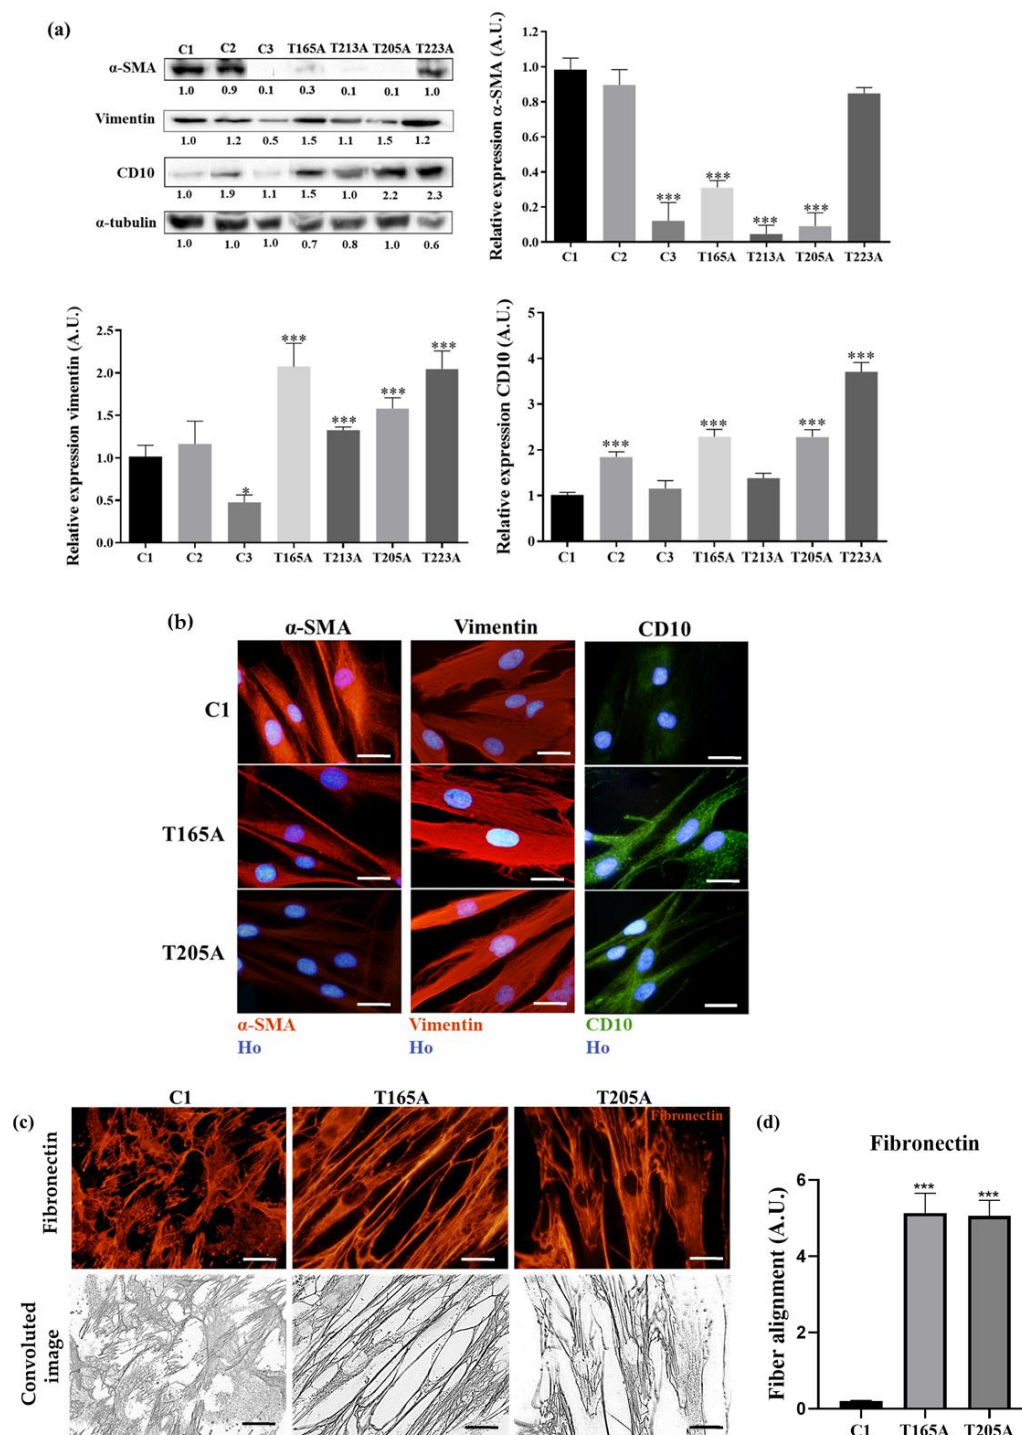 (a)
C1 C2 C3 T165A T213A T205A T223A
α-SMA
1.0 0.9 0.1 0.3 0.1 0.1 1.0
Vimentin
1.0 1.2 0.5 1.5 1.1 1.5 1.2
CD10
1.0 1.9 1.1 1.5 1.0 2.2 2.3
α-tubulin
1.0 1.0 1.0 0.7 0.8 1.0 0.6
Relative expression α-SMA (A.U.)
1.2
1.0
0.8
0.6
0.4
0.2
0.0
*** *** *** ***
C1 C2 C3 T165A T213A T205A T223A
Relative expression vimentin (A.U.)
2.5
2.0
1.5
1.0
0.5
0.0
* *** *** *** ***
C1 C2 C3 T165A T213A T205A T223A
Relative expression CD10 (A.U.)
5
4
3
2
1
0
*** *** *** ***
C1 C2 C3 T165A T213A T205A T223A
(b)
α-SMA Vimentin CD10
C1
T165A
T205A
α-SMA Vimentin CD10
Ho Ho Ho
(c)
C1 T165A T205A
Fibronectin
Fibronectin
Convoluted
image
(d)
Fibronectin
Fiber alignment (A.U.)
6
4
2
0
*** ***
C1 T165A T205A